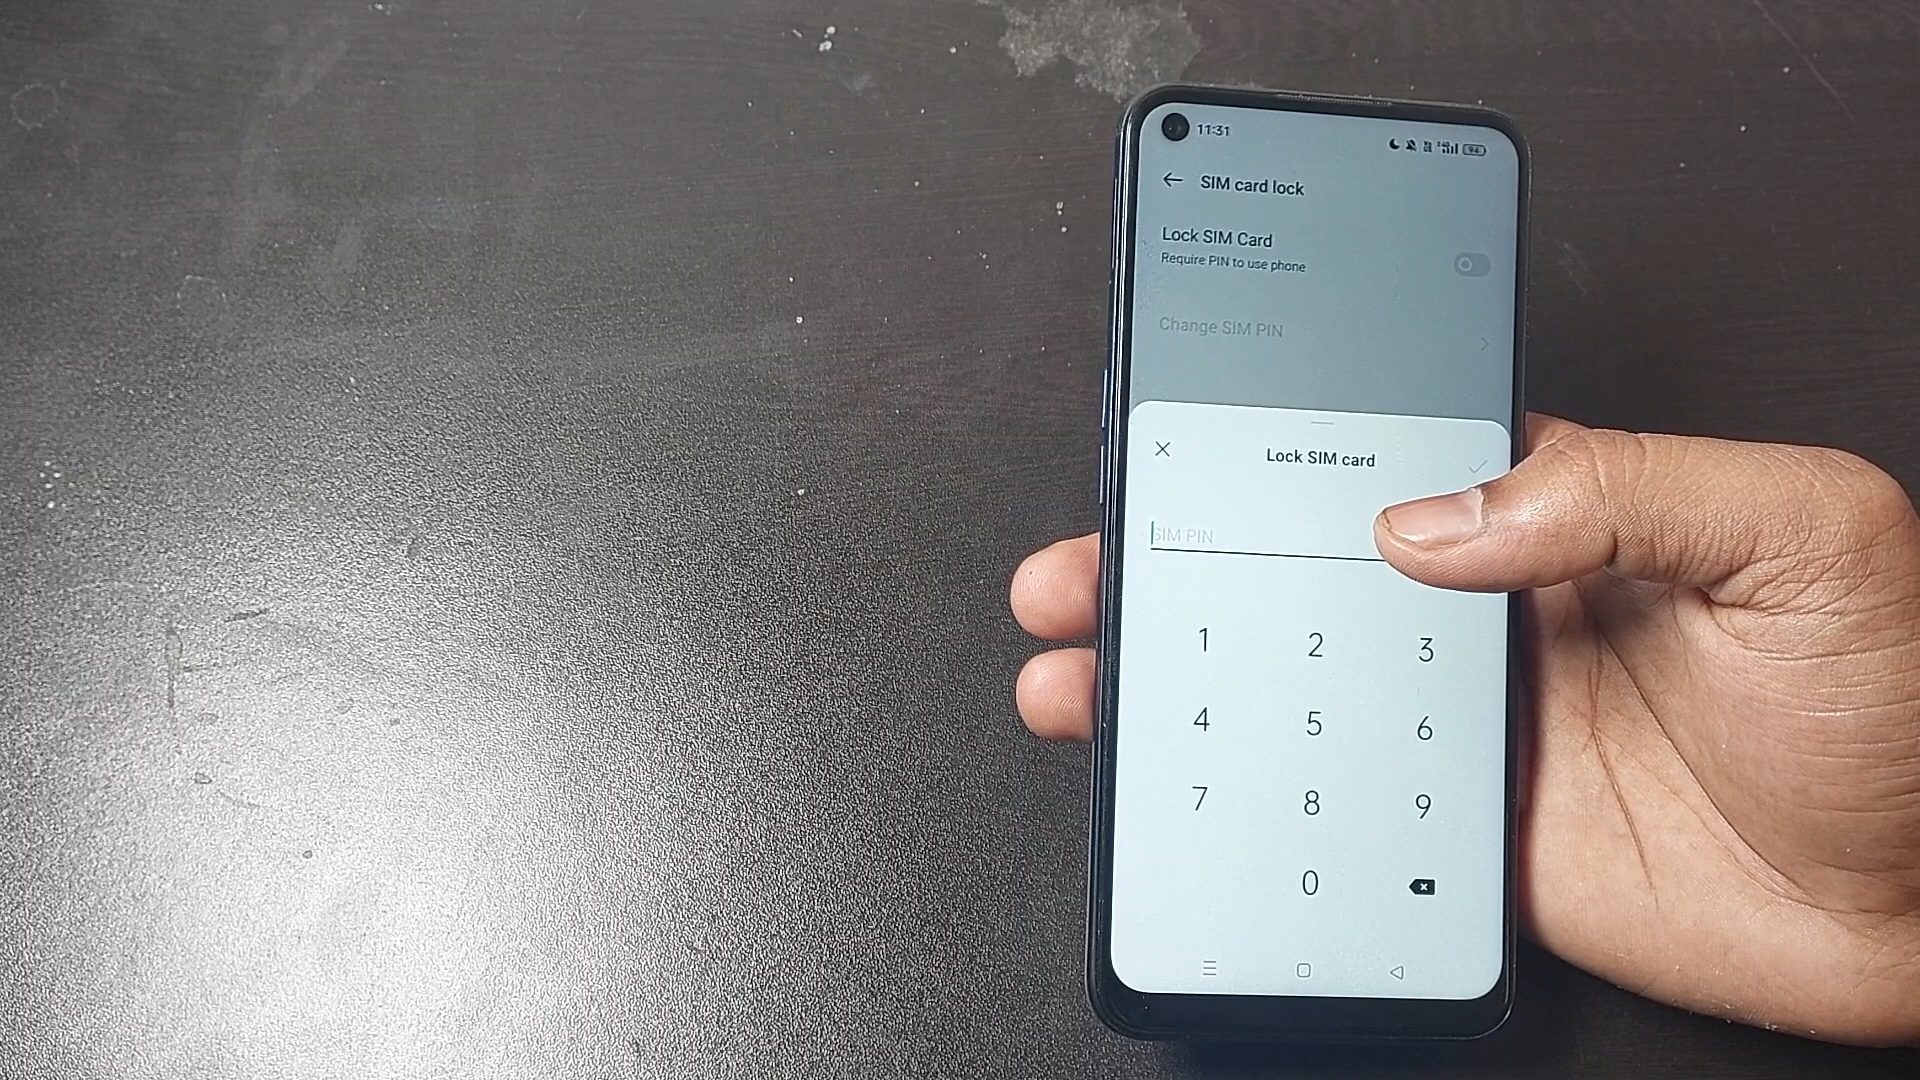 11:31
94
SIM card lock
Lock SIM Card
Require PIN to use phone
Change SIM PIN
Lock SIM card
SIM PIN
1 2 3
4 5 6
7 8 9
0